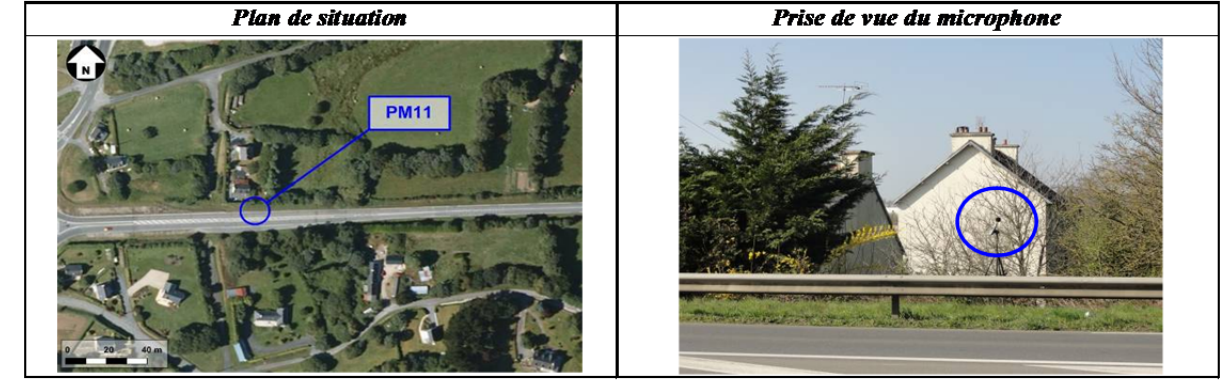 Plan de situation
Prise de vue du microphone
N
PM11
0 20 40 m